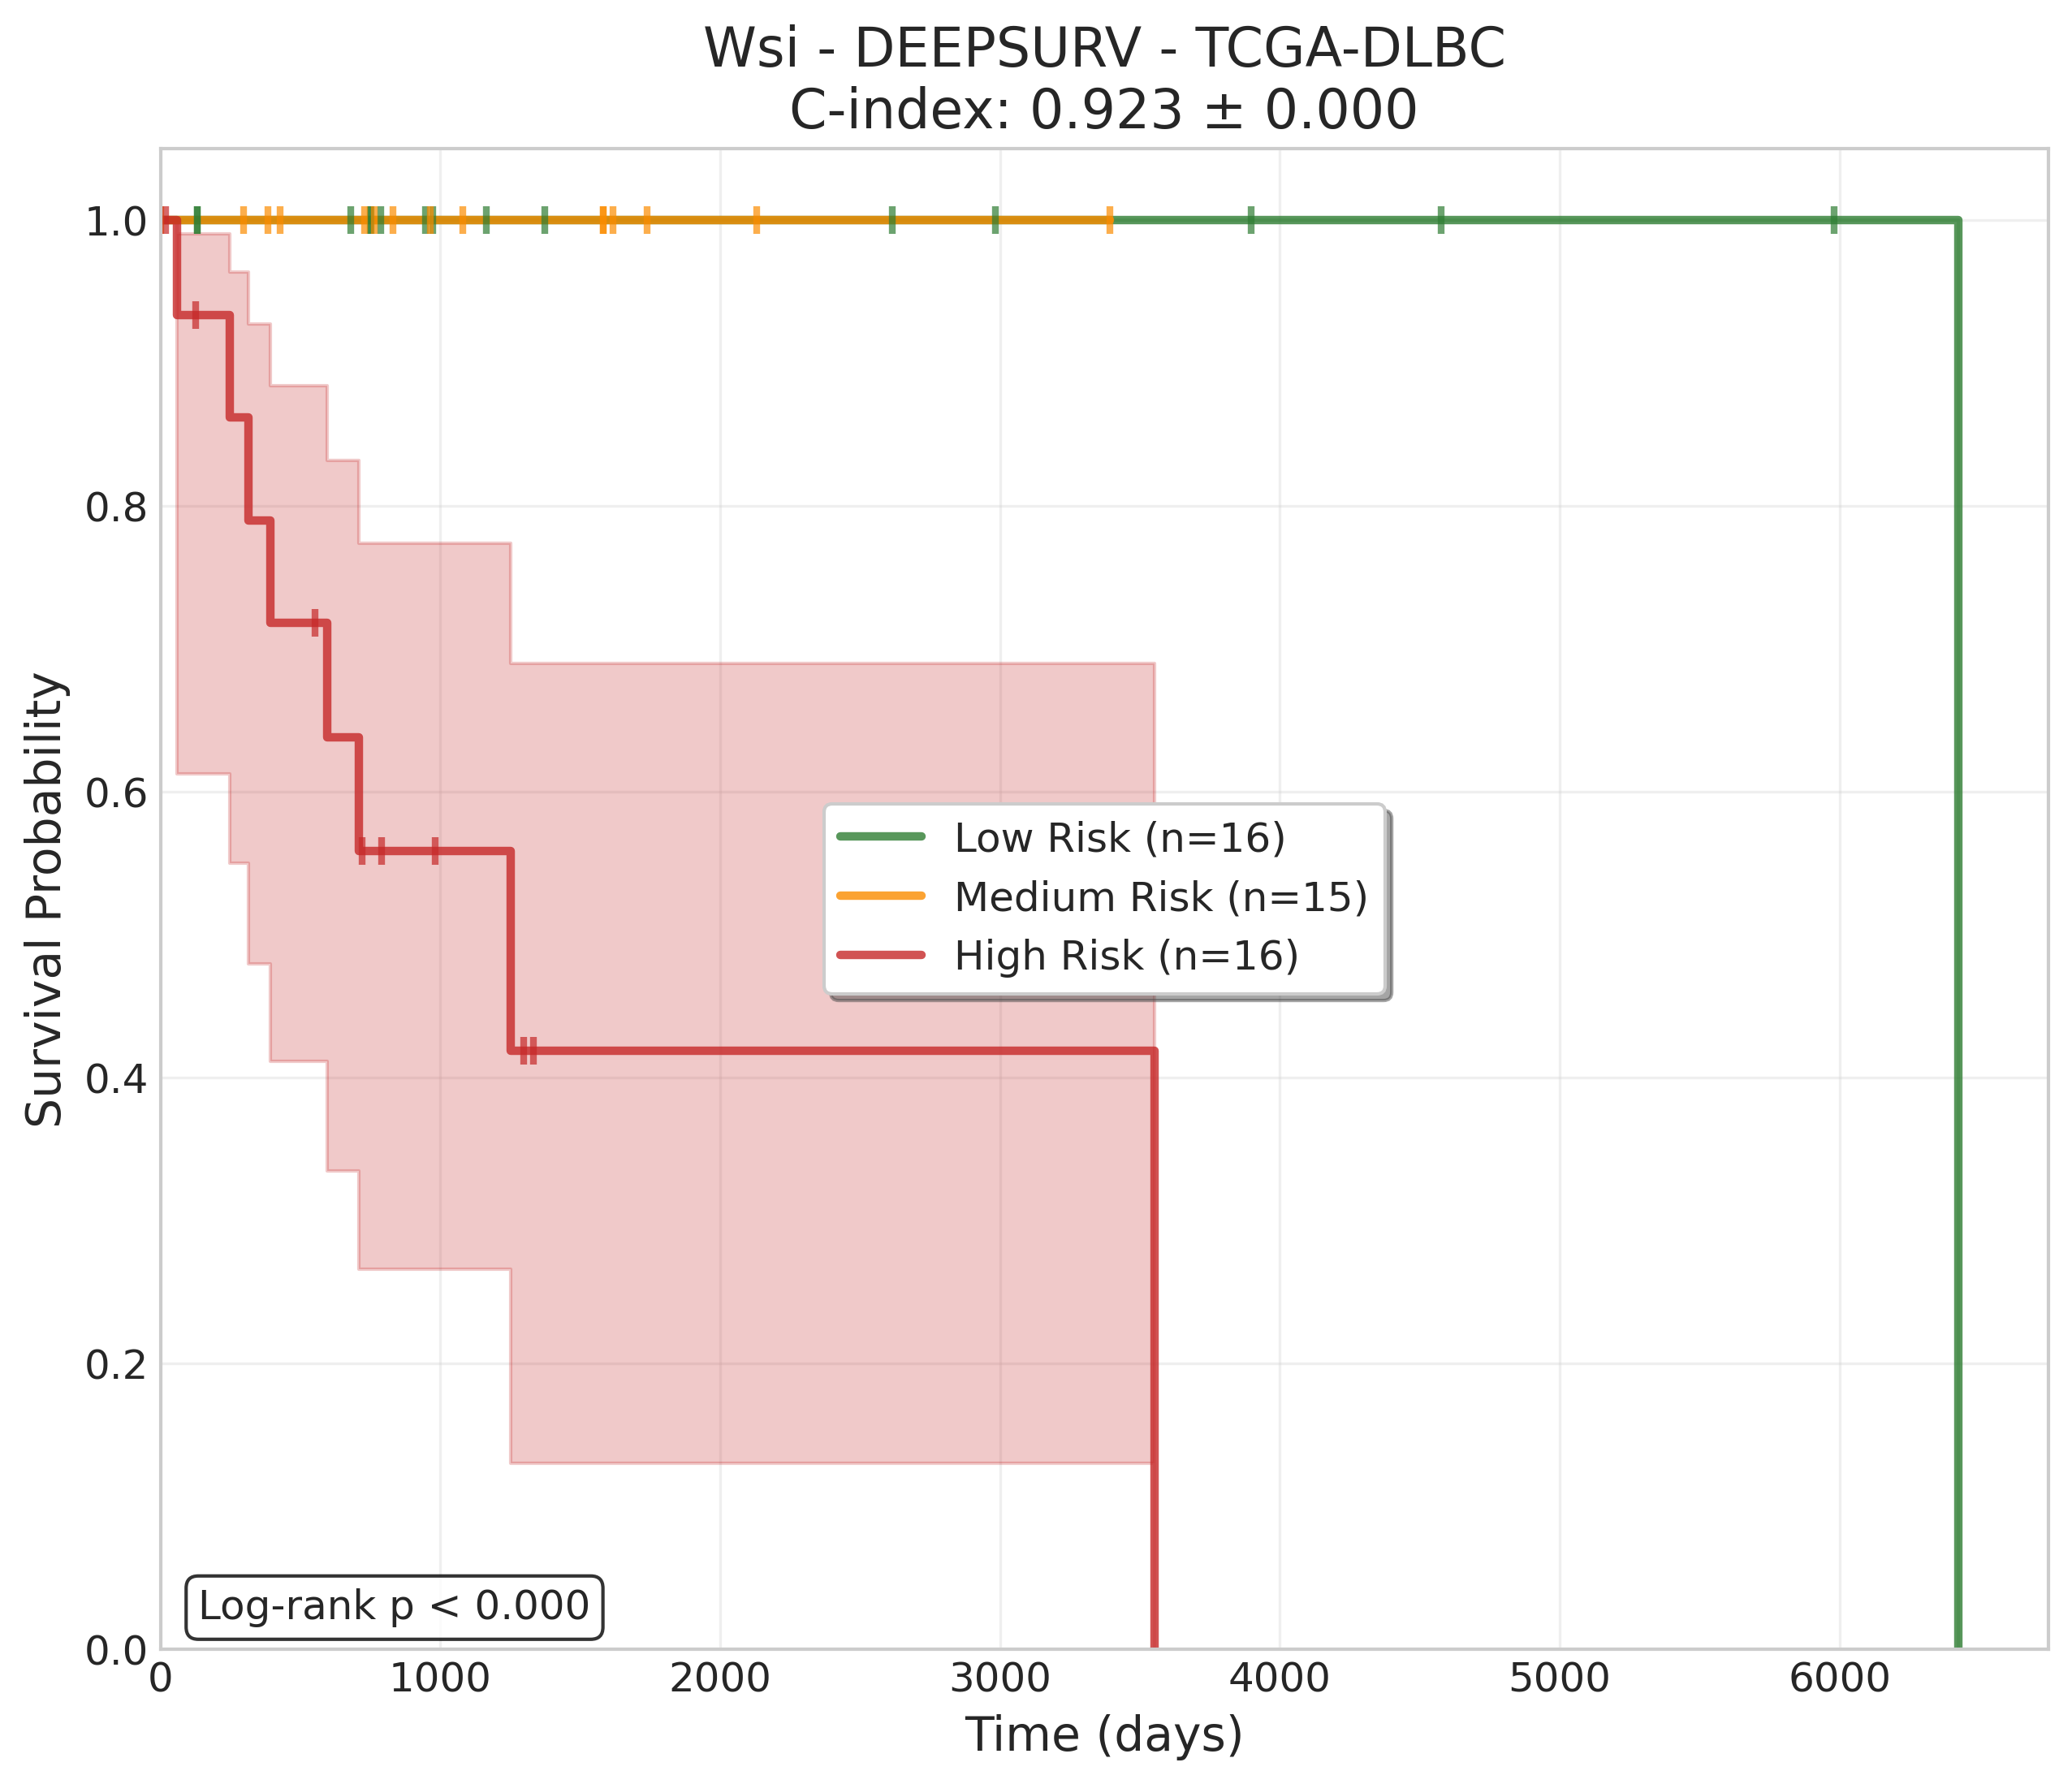 Wsi - DEEPSURV - TCGA-DLBC
C-index: 0.923 ± 0.000
Survival Probability
1.0
0.8
0.6
0.4
0.2
0.0
Low Risk (n=16)
Medium Risk (n=15)
High Risk (n=16)
Log-rank p < 0.000
0 1000 2000 3000 4000 5000 6000
Time (days)